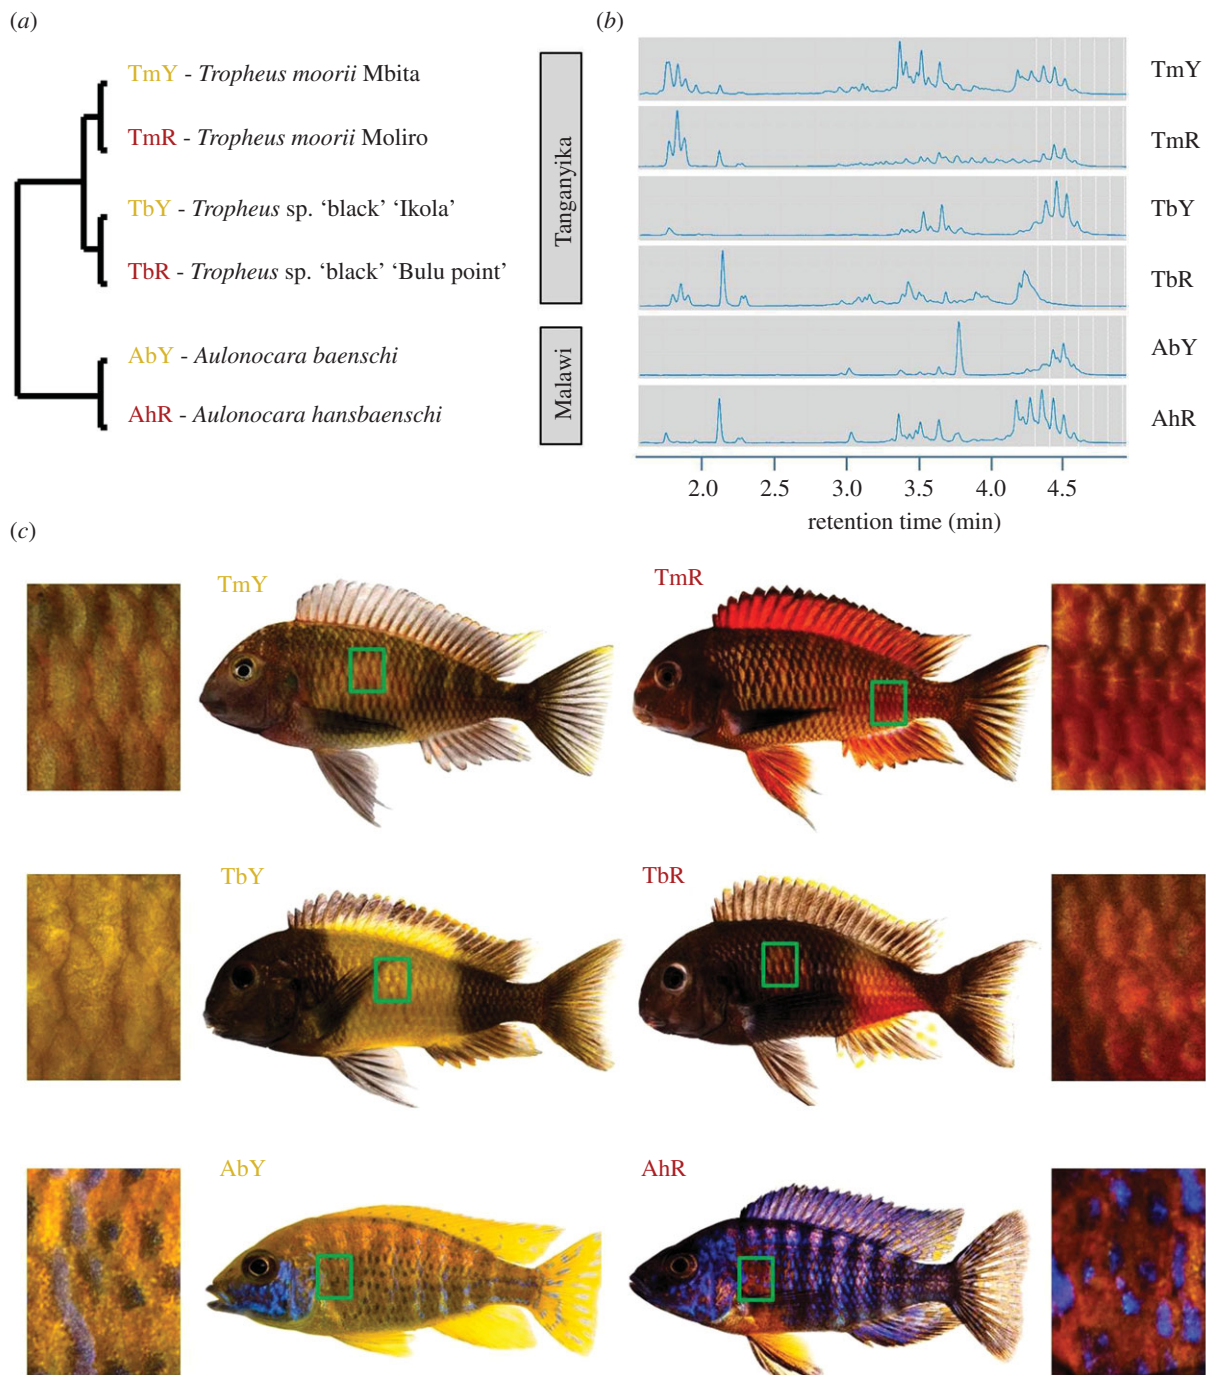 (a)
TmY - Tropheus moorii Mbita
TmR - Tropheus moorii Moliro
TbY - Tropheus sp. ‘black’ ‘Ikola’
TbR - Tropheus sp. ‘black’ ‘Bulu point’
Tanganyika
AbY - Aulonocara baenschi
AhR - Aulonocara hansbaenschi
Malawi
(b)
TmY
TmR
TbY
TbR
AbY
AhR
2.0 2.5 3.0 3.5 4.0 4.5
retention time (min)
(c)
TmY
TmR
TbY
TbR
AbY
AhR